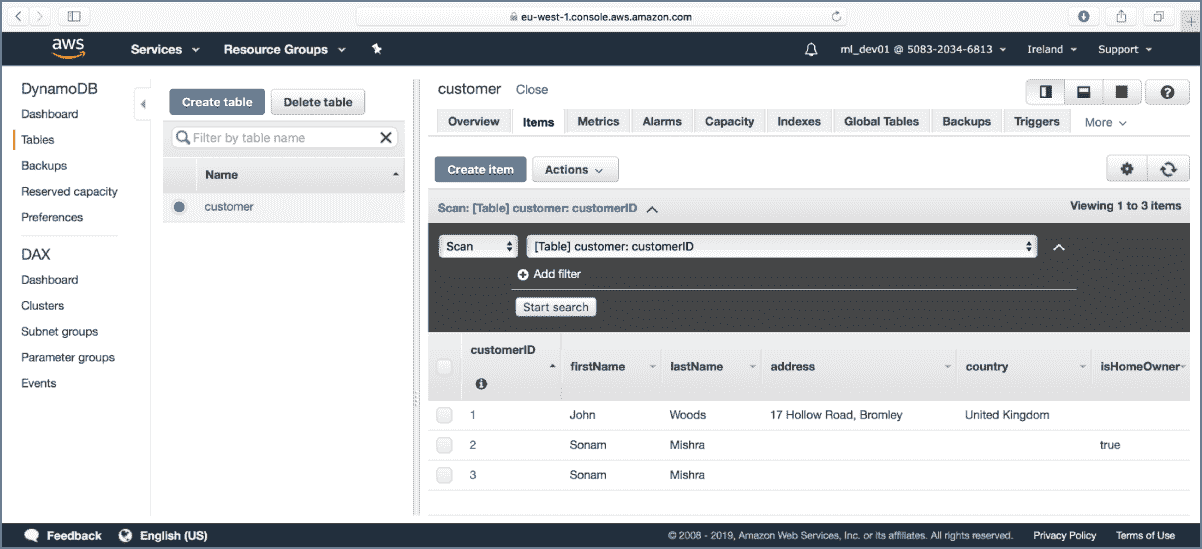 eu-west-1.console.aws.amazon.com
aws Services Resource Groups ml_dev01 @ 5083-2034-6813 Ireland Support
DynamoDB
Dashboard
Tables
Backups
Reserved capacity
Preferences
DAX
Dashboard
Clusters
Subnet groups
Parameter groups
Events
Create table Delete table
Filter by table name
Name
customer
customer Close
Overview Items Metrics Alarms Capacity Indexes Global Tables Backups Triggers More
Create item Actions
Scan: [Table] customer: customerID Viewing 1 to 3 items
Scan [Table] customer: customerID
Add filter
Start search
customerID firstName lastName address country isHomeOwner
1 John Woods 17 Hollow Road, Bromley United Kingdom
2 Sonam Mishra true
3 Sonam Mishra
Feedback English (US) © 2008 - 2019, Amazon Web Services, Inc. or its affiliates. All rights reserved. Privacy Policy Terms of Use